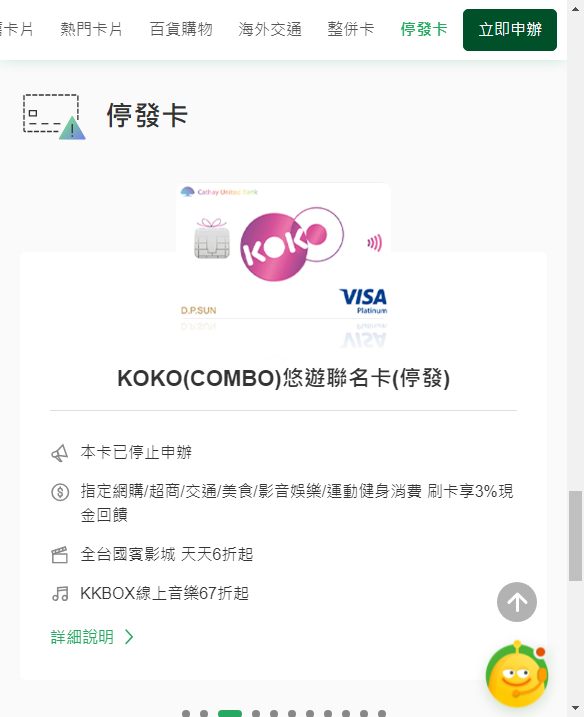 卡片 熱門卡片 百貨購物 海外交通 整併卡 停發卡 立即申辦
停發卡
Cathay United Bank
KOKO
VISA
Platinum
D.P.SUN
KOKO(COMBO)悠遊聯名卡(停發)
本卡已停止申辦
指定網購/超商/交通/美食/影音娛樂/運動健身消費 刷卡享3%現
金回饋
全台國賓影城 天天6折起
KKBOX線上音樂67折起
詳細說明